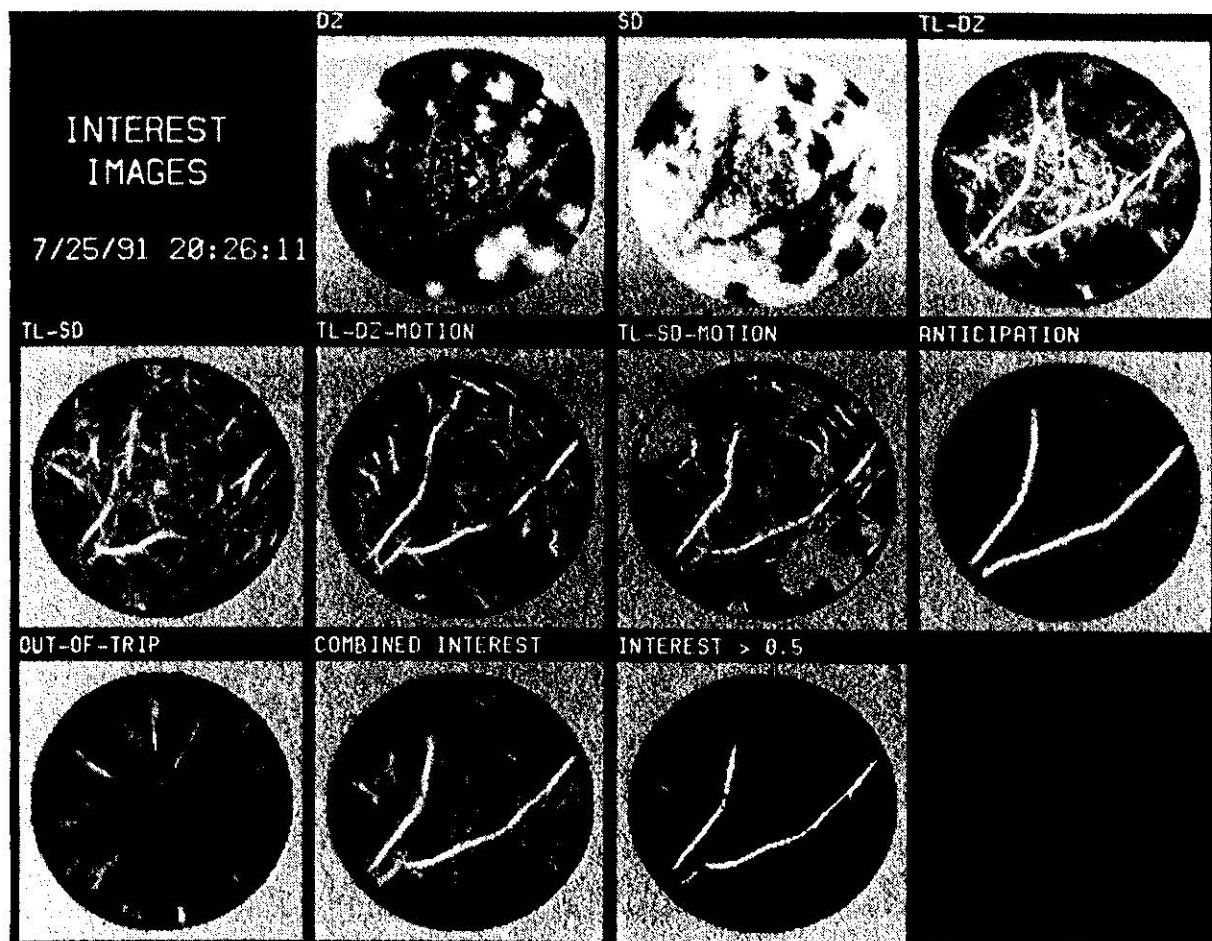 DZ
SD
TL-DZ
INTEREST
IMAGES
7/25/91 20:26:11
TL-SD
TL-DZ-MOTION
TL-SD-MOTION
ANTICIPATION
OUT-OF-TRIP
COMBINED INTEREST
INTEREST > 0.5